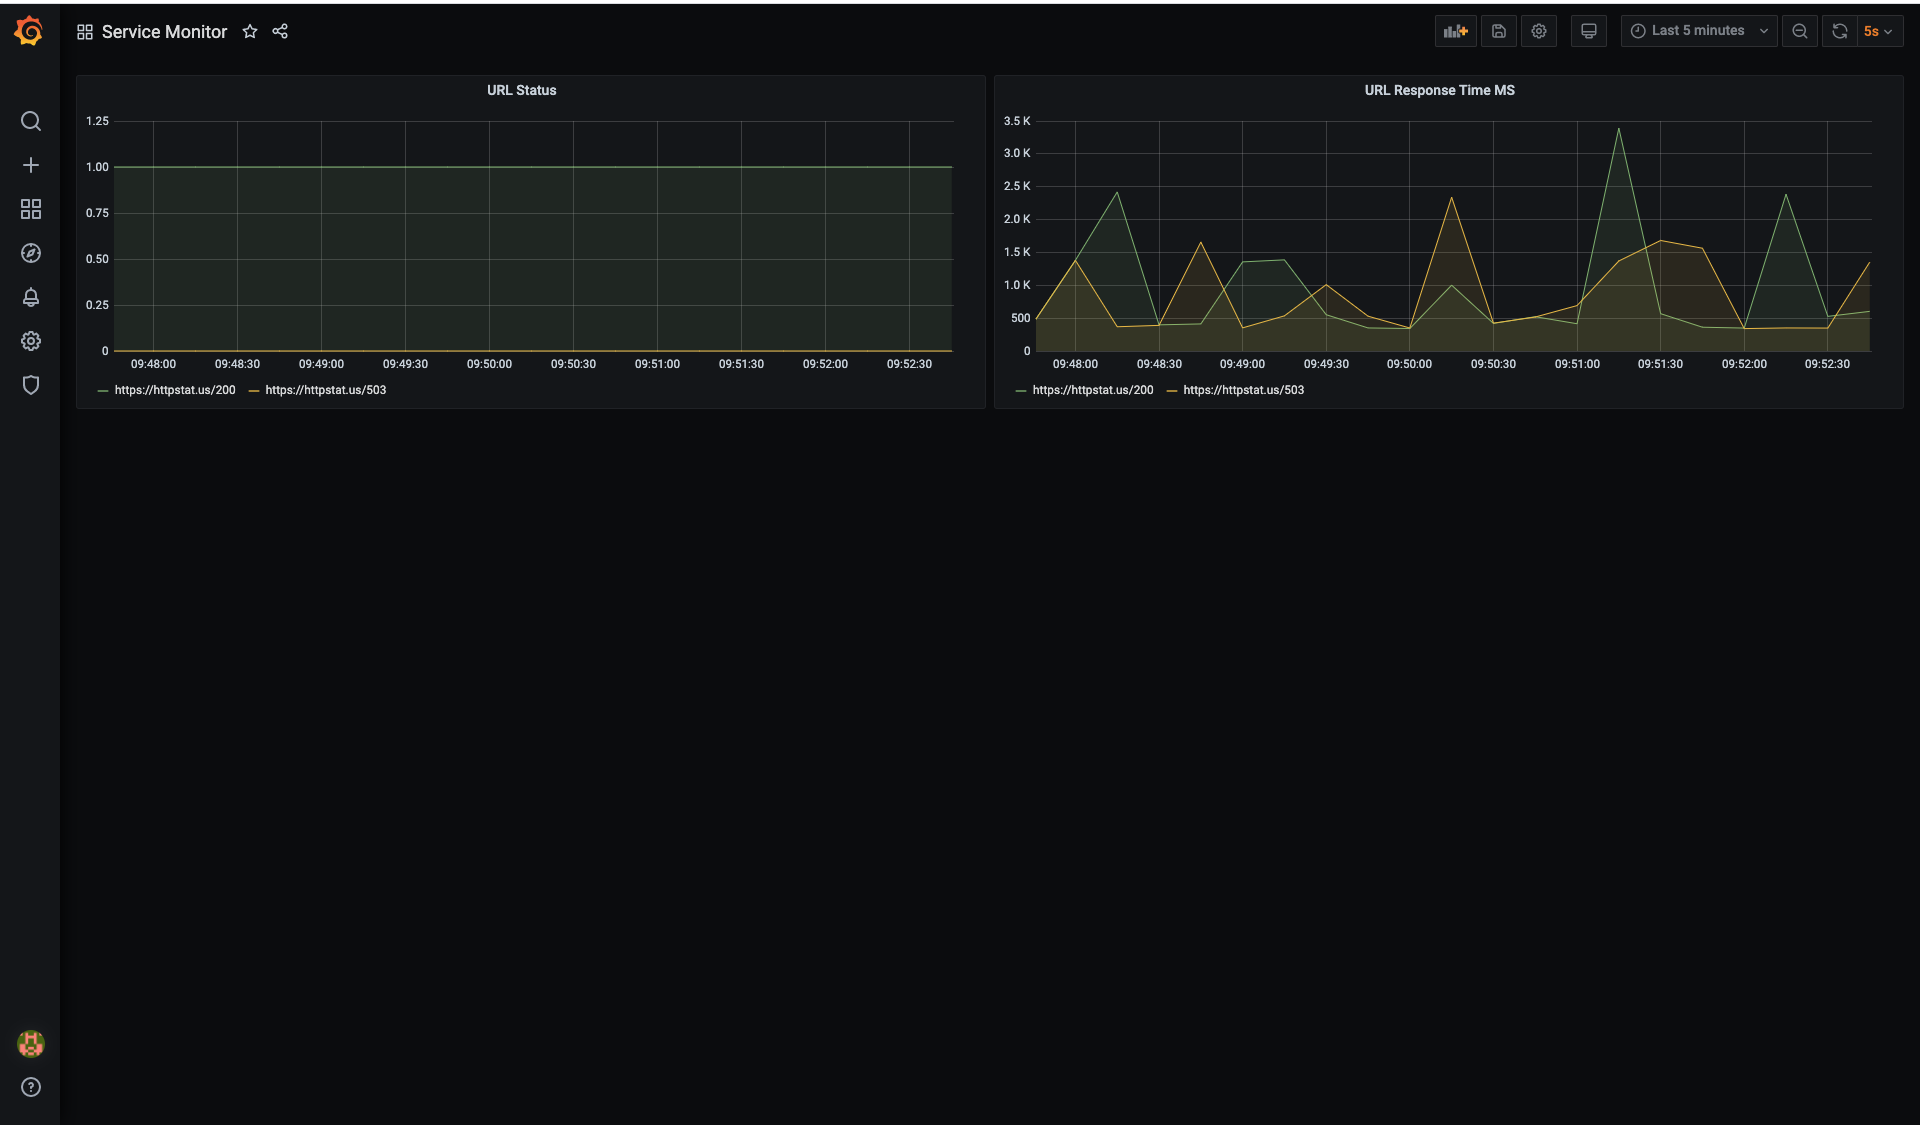 Service Monitor
Last 5 minutes
5s
URL Status
1.25
1.00
0.75
0.50
0.25
0
09:48:00 09:48:30 09:49:00 09:49:30 09:50:00 09:50:30 09:51:00 09:51:30 09:52:00 09:52:30
https://httpstat.us/200 https://httpstat.us/503
URL Response Time MS
3.5 K
3.0 K
2.5 K
2.0 K
1.5 K
1.0 K
500
0
09:48:00 09:48:30 09:49:00 09:49:30 09:50:00 09:50:30 09:51:00 09:51:30 09:52:00 09:52:30
https://httpstat.us/200 https://httpstat.us/503